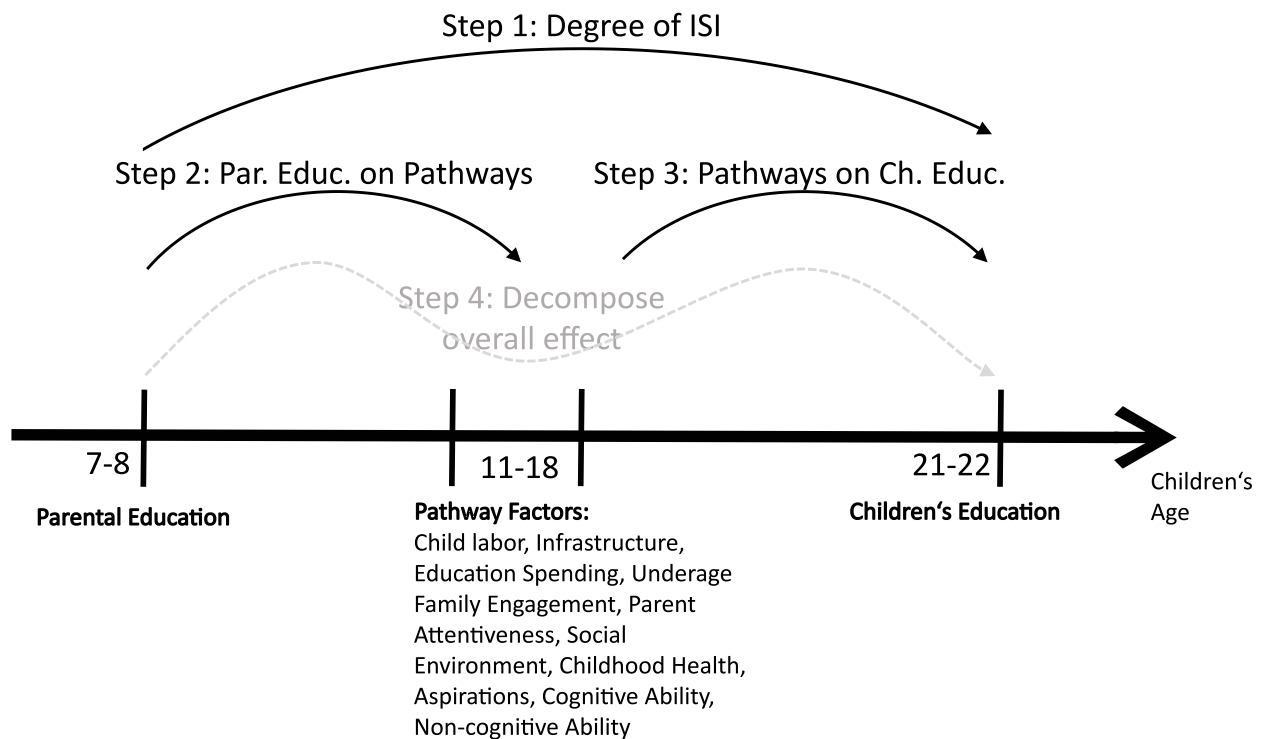 Step 1: Degree of ISI
Step 2: Par. Educ. on Pathways
Step 3: Pathways on Ch. Educ.
Step 4: Decompose
overall effect
7-8
11-18
21-22
Children‘s
Age
Parental Education
Pathway Factors:
Child labor, Infrastructure,
Education Spending, Underage
Family Engagement, Parent
Attentiveness, Social
Environment, Childhood Health,
Aspirations, Cognitive Ability,
Non-cognitive Ability
Children‘s Education